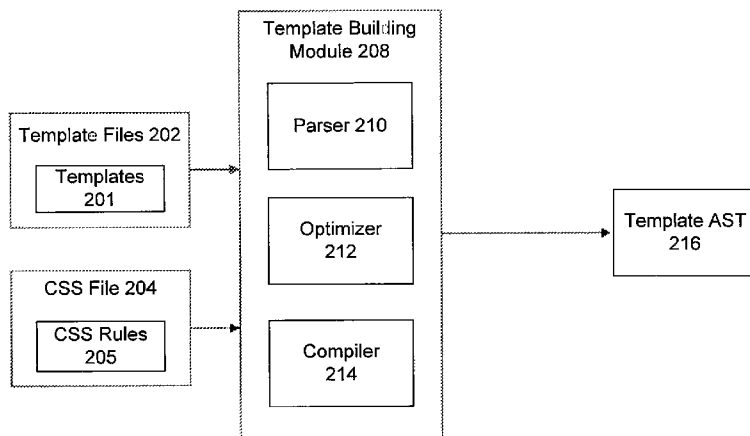 Template Building
Module 208
Parser 210
Template Files 202
Templates
201
Optimizer
212
Template AST
216
CSS File 204
CSS Rules
205
Compiler
214